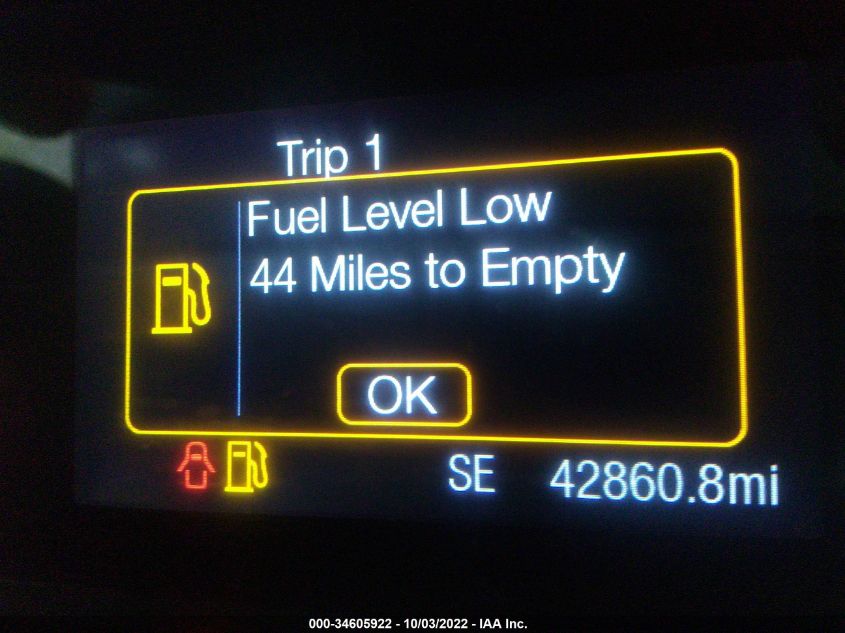 Trip 1
Fuel Level Low
44 Miles to Empty
OK
SE 42860.8mi
000-34605922 - 10/03/2022 - IAA Inc.